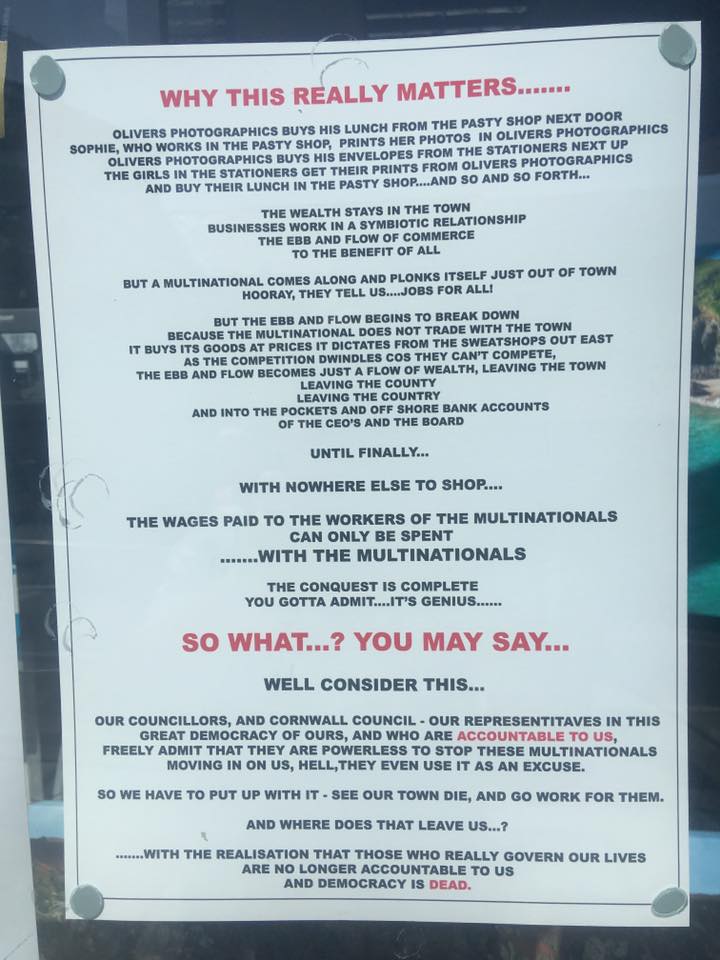 WHY THIS REALLY MATTERS.......
OLIVERS PHOTOGRAPHICS BUYS HIS LUNCH FROM THE PASTY SHOP NEXT DOOR
SOPHIE, WHO WORKS IN THE PASTY SHOP, PRINTS HER PHOTOS IN OLIVERS PHOTOGRAPHICS
OLIVERS PHOTOGRAPHICS BUYS HIS ENVELOPES FROM THE STATIONERS NEXT UP
THE GIRLS IN THE STATIONERS GET THEIR PRINTS FROM OLIVERS PHOTOGRAPHICS
AND BUY THEIR LUNCH IN THE PASTY SHOP....AND SO AND SO FORTH...
THE WEALTH STAYS IN THE TOWN
BUSINESSES WORK IN A SYMBIOTIC RELATIONSHIP
THE EBB AND FLOW OF COMMERCE
TO THE BENEFIT OF ALL
BUT A MULTINATIONAL COMES ALONG AND PLONKS ITSELF JUST OUT OF TOWN
HOORAY, THEY TELL US....JOBS FOR ALL!
BUT THE EBB AND FLOW BEGINS TO BREAK DOWN
BECAUSE THE MULTINATIONAL DOES NOT TRADE WITH THE TOWN
IT BUYS ITS GOODS AT PRICES IT DICTATES FROM THE SWEATSHOPS OUT EAST
AS THE COMPETITION DWINDLES COS THEY CAN'T COMPETE,
THE EBB AND FLOW BECOMES JUST A FLOW OF WEALTH, LEAVING THE TOWN
LEAVING THE COUNTY
LEAVING THE COUNTRY
AND INTO THE POCKETS AND OFF SHORE BANK ACCOUNTS
OF THE CEO'S AND THE BOARD
UNTIL FINALLY...
WITH NOWHERE ELSE TO SHOP....
THE WAGES PAID TO THE WORKERS OF THE MULTINATIONALS
CAN ONLY BE SPENT
.......WITH THE MULTINATIONALS
THE CONQUEST IS COMPLETE
YOU GOTTA ADMIT....IT'S GENIUS......
SO WHAT...? YOU MAY SAY...
WELL CONSIDER THIS...
OUR COUNCILLORS, AND CORNWALL COUNCIL - OUR REPRESENTITAVES IN THIS
GREAT DEMOCRACY OF OURS, AND WHO ARE ACCOUNTABLE TO US,
FREELY ADMIT THAT THEY ARE POWERLESS TO STOP THESE MULTINATIONALS
MOVING IN ON US, HELL,THEY EVEN USE IT AS AN EXCUSE.
SO WE HAVE TO PUT UP WITH IT - SEE OUR TOWN DIE, AND GO WORK FOR THEM.
AND WHERE DOES THAT LEAVE US...?
.......WITH THE REALISATION THAT THOSE WHO REALLY GOVERN OUR LIVES
ARE NO LONGER ACCOUNTABLE TO US
AND DEMOCRACY IS DEAD.